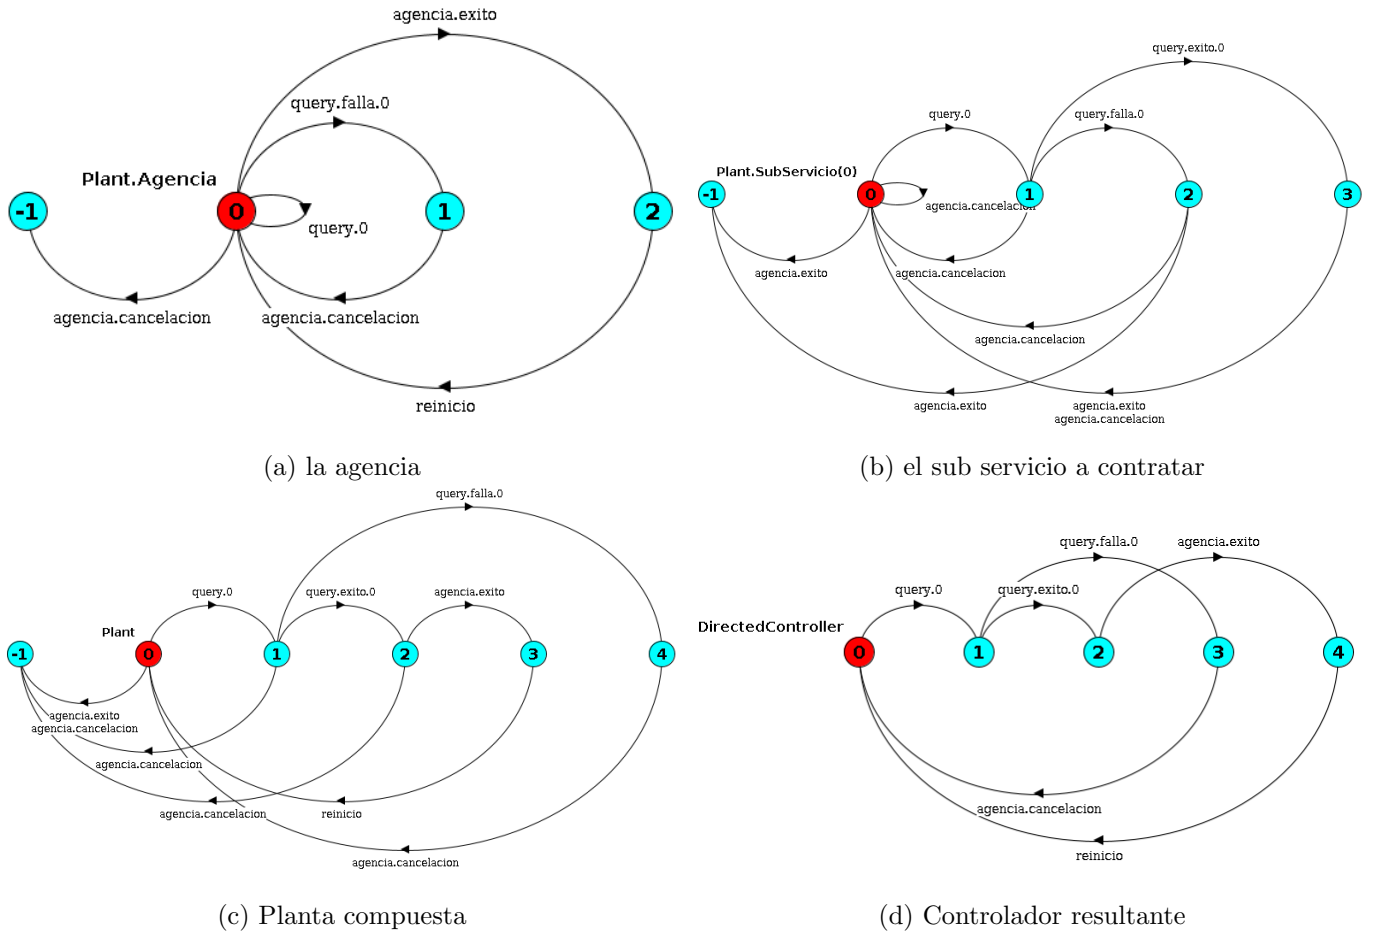 agencia.exito
query.falla.0
Plant.Agencia
-1
0
1
2
query.0
agencia.cancelacion
agencia.cancelacion
reinicio
(a) la agencia
query.exito.0
query.0
query.falla.0
Plant.SubServicio(0)
-1
0
1
2
3
agencia.cancelacion
agencia.exito
agencia.cancelacion
agencia.cancelacion
agencia.exito
agencia.exito
agencia.cancelacion
(b) el sub servicio a contratar
query.falla.0
query.0
query.exito.0
agencia.exito
Plant
-1
0
1
2
3
4
agencia.exito
agencia.cancelacion
agencia.cancelacion
agencia.cancelacion
reinicio
agencia.cancelacion
(c) Planta compuesta
query.falla.0
agencia.exito
query.0
query.exito.0
DirectedController
0
1
2
3
4
agencia.cancelacion
reinicio
(d) Controlador resultante